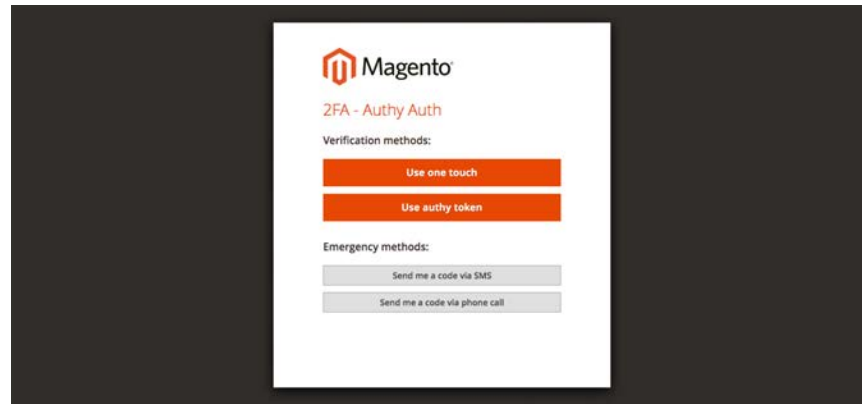 Magento
2FA - Authy Auth
Verification methods:
Use one touch
Use authy token
Emergency methods:
Send me a code via SMS
Send me a code via phone call